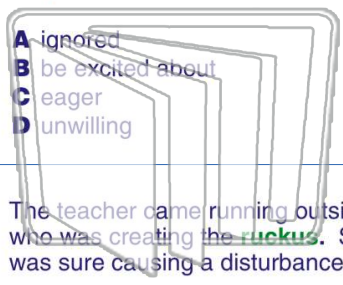 A ignored
B be excited about
C eager
D unwilling
The teacher came running outsi
who was creating the ruckus. S
was sure causing a disturbance